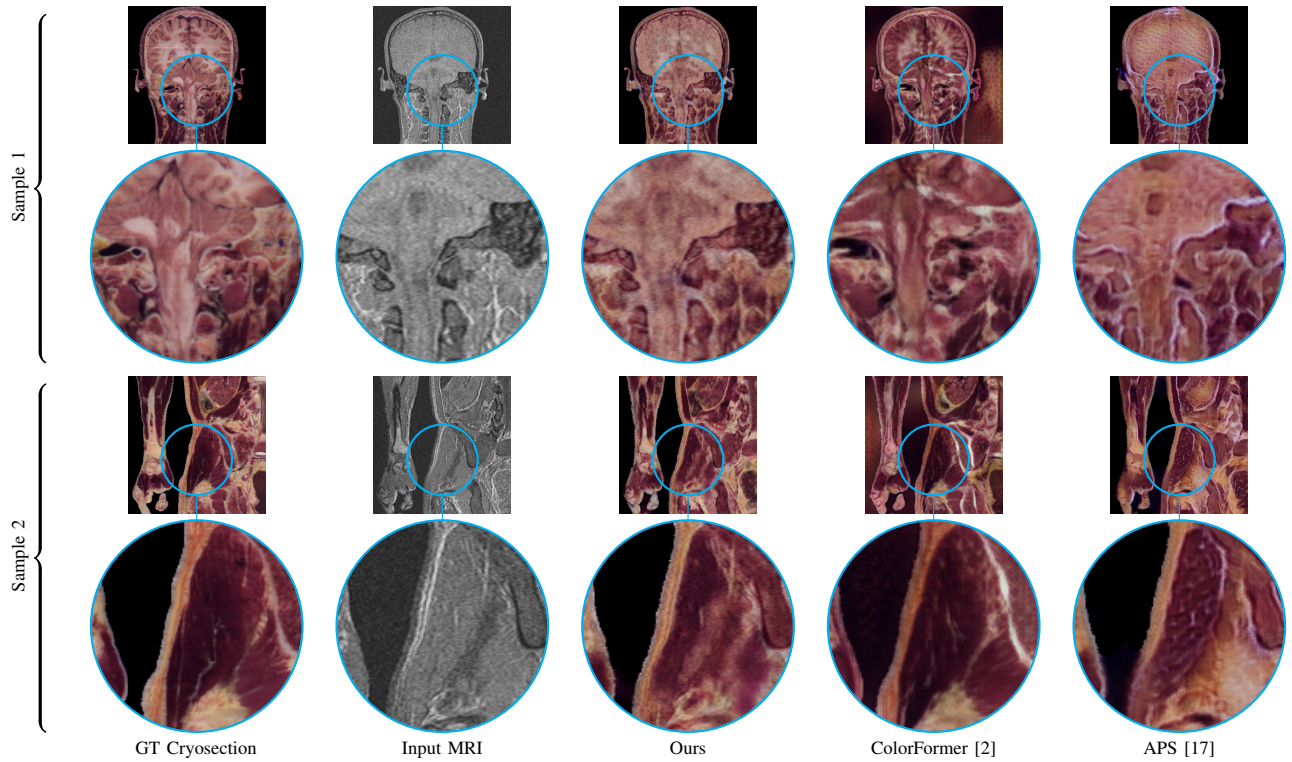 Sample 1
Sample 2
GT Cryosection
Input MRI
Ours
ColorFormer [2]
APS [17]